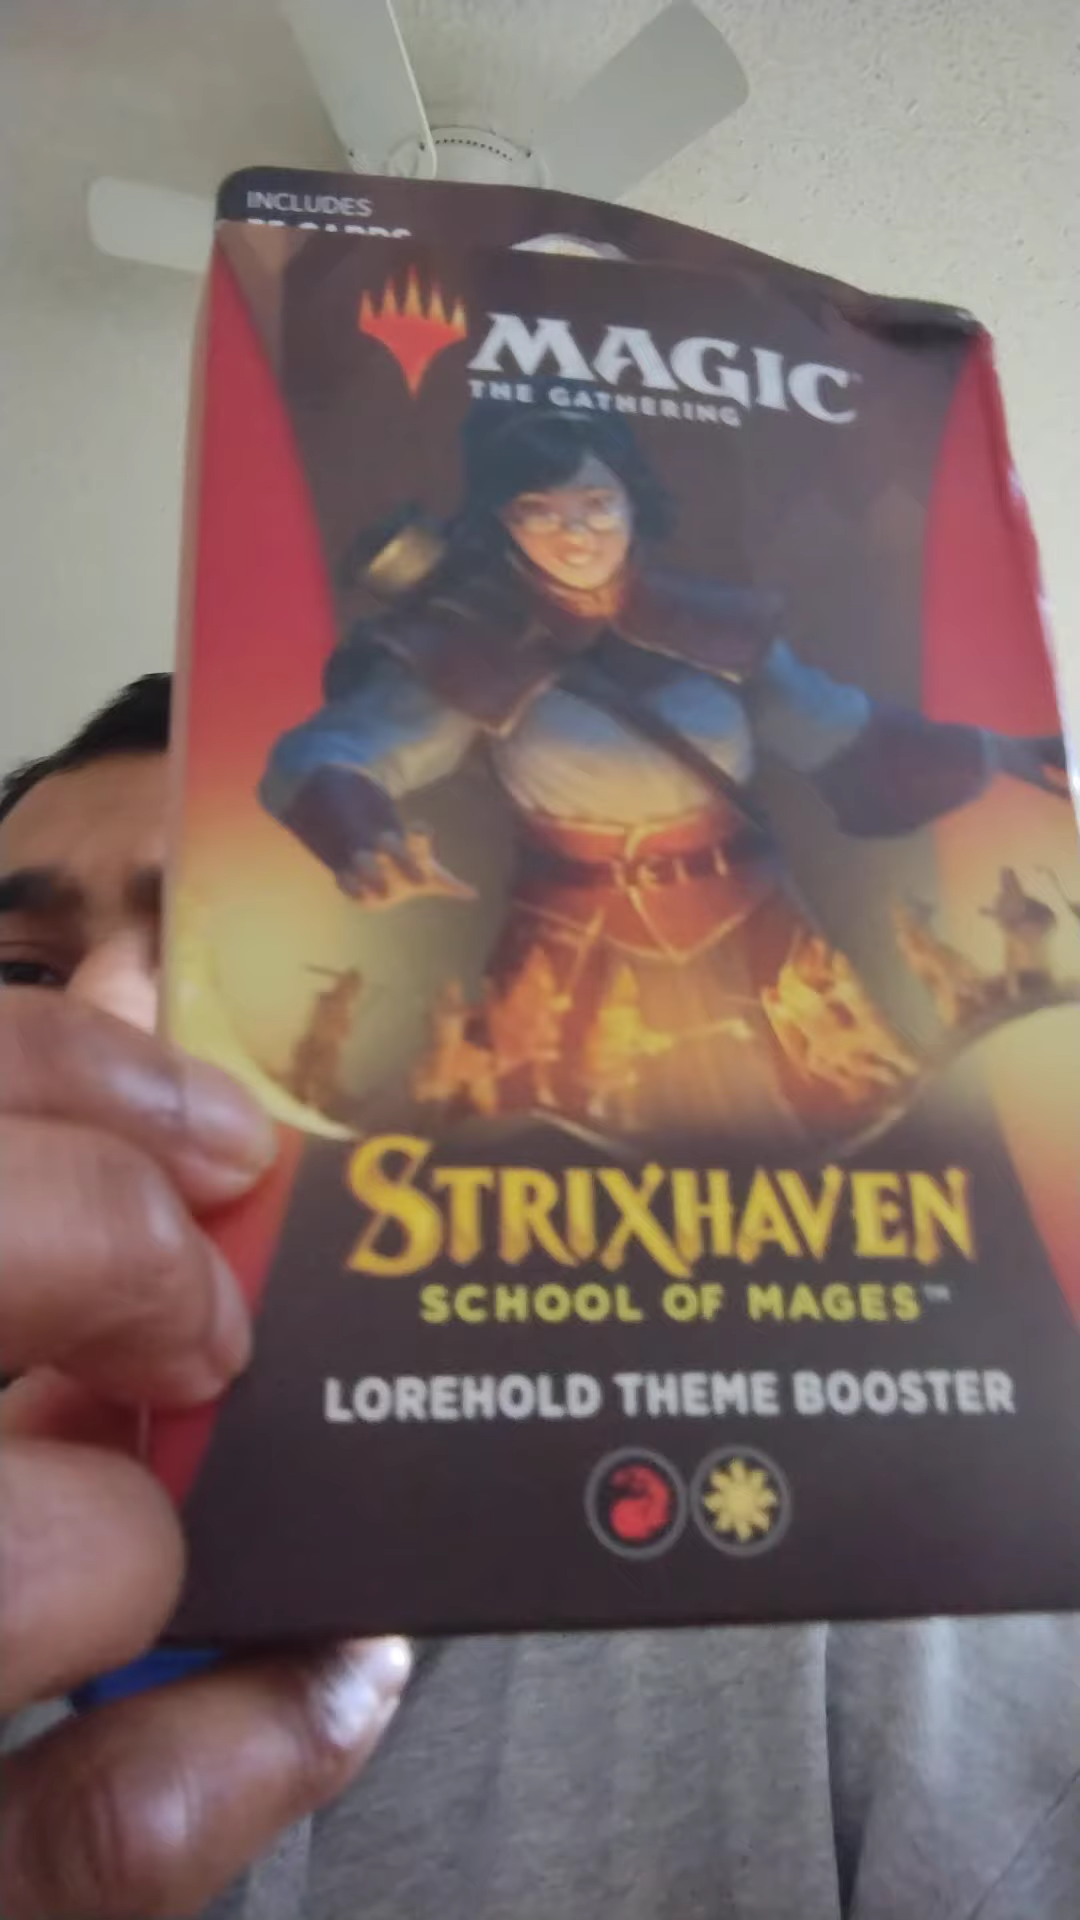 INCLUDES
MAGIC
THE GATHERING
STRIXHAVEN
SCHOOL OF MAGES™
LOREHOLD THEME BOOSTER